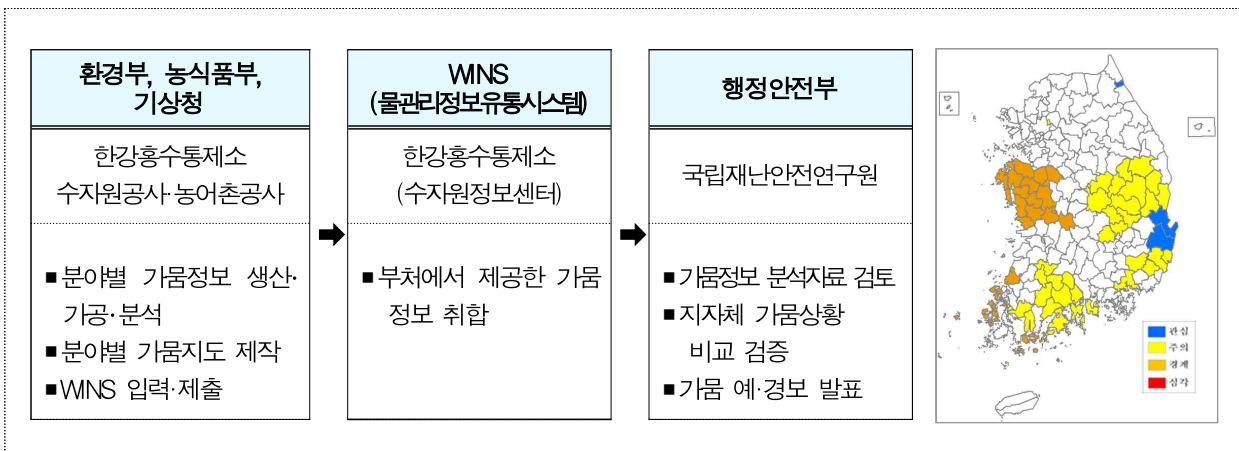 환경부, 농식품부,
기상청
한강홍수통제소
수자원공사·농어촌공사
■ 분야별 가뭄정보 생산·
가공·분석
■ 분야별 가뭄지도 제작
■ WINS 입력·제출
WINS
(물관리정보유통시스템)
한강홍수통제소
(수자원정보센터)
■ 부처에서 제공한 가뭄
정보 취합
행정안전부
국립재난안전연구원
■ 가뭄정보 분석자료 검토
■ 지자체 가뭄상황
비교 검증
■ 가뭄 예·경보 발표
관심
주의
경계
심각